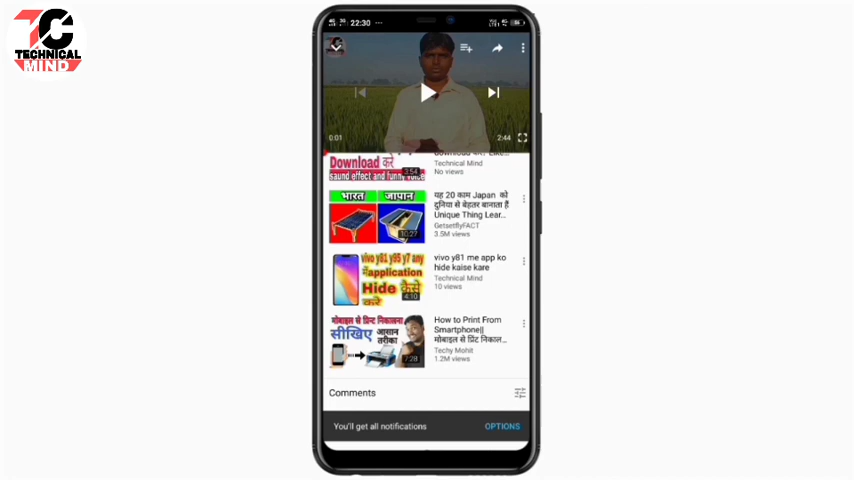 TC
TECHNICAL
MIND
22:30
0:01
2:44
Download करे
saund effect and funny voice
3:54
Technical Mind
No views
भारत जापान
10:27
यह 20 काम Japan को
दुनिया से बेहतर बानाता हैं
Unique Thing Lear...
GetsetflyFACT
3.5M views
vivo y81 y95 y7 any
में application
Hide कैसे
करे
4:10
vivo y81 me app ko
hide kaise kare
Technical Mind
10 views
मोबाइल से प्रिन्ट निकालना
सीखिए आसान
तरीका
7:28
How to Print From
Smartphone||
मोबाइल से प्रिंट निकाल...
Techy Mohit
1.2M views
Comments
You'll get all notifications OPTIONS